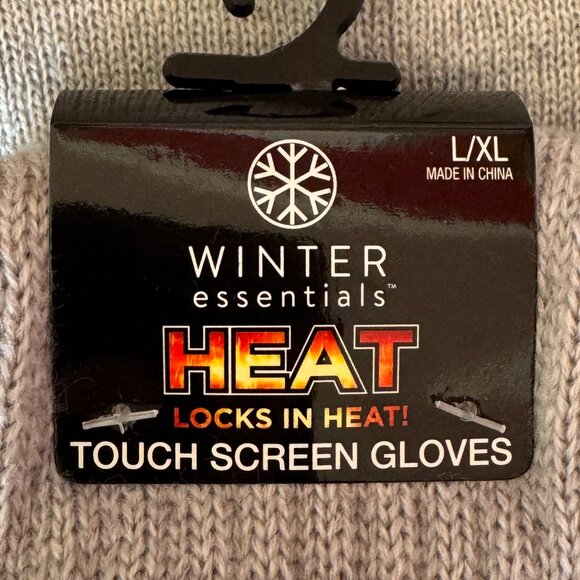 L/XL
MADE IN CHINA
WINTER
essentials™
HEAT
LOCKS IN HEAT!
TOUCH SCREEN GLOVES